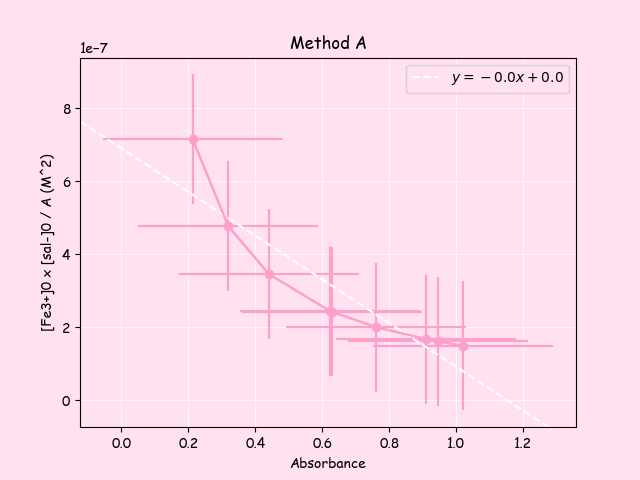 Method A
1e−7
y = −0.0x + 0.0
8
6
4
2
0
[Fe3+]0 x [sal-]0 / A (M^2)
0.0 0.2 0.4 0.6 0.8 1.0 1.2
Absorbance